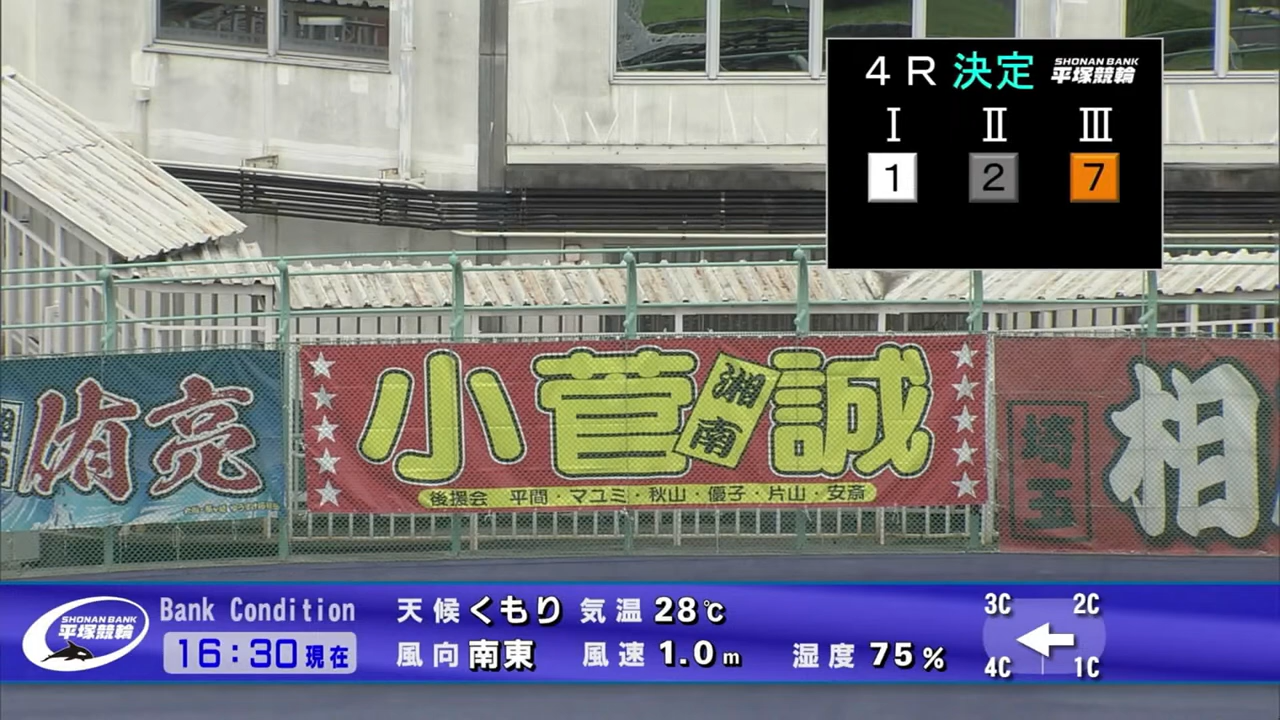 4R 決定 SHONAN BANK 平塚競輪
Ⅰ Ⅱ Ⅲ
1 2 7
侑亮
小菅 湘南 誠
後援会 平間・マユミ・秋山・優子・片山・安斎
埼玉 相
SHONAN BANK
平塚競輪
Bank Condition
16:30現在
天候 くもり 気温 28℃
風向 南東 風速 1.0m 湿度 75%
3C 2C
4C 1C